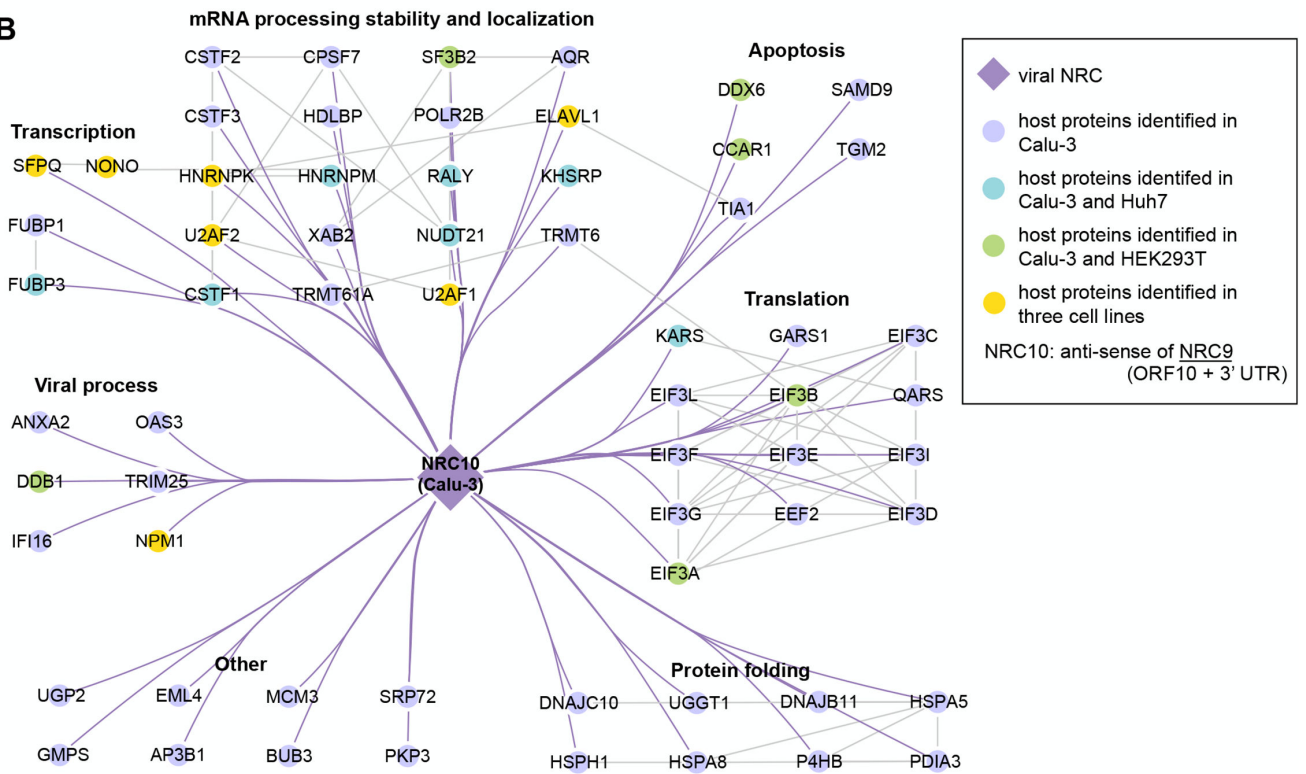 B
mRNA processing stability and localization
CSTF2 CPSF7 SF3B2 AQR
CSTF3 HDLBP POLR2B ELAVL1
HNRNPK HNRNPM RALY KHSRP
U2AF2 XAB2 NUDT21 TRMT6
CSTF1 TRMT61A U2AF1
Transcription
SFPQ NONO
FUBP1
FUBP3
Apoptosis
DDX6 SAMD9
CCAR1 TGM2
TIA1
Translation
KARS GARS1 EIF3C
EIF3L EIF3B QARS
EIF3F EIF3E EIF3I
EIF3G EEF2 EIF3D
EIF3A
Viral process
ANXA2 OAS3
DDB1 TRIM25
IFI16 NPM1
NRC10
(Calu-3)
Other
UGP2 EML4 MCM3 SRP72
GMPS AP3B1 BUB3 PKP3
Protein folding
DNAJC10 UGGT1 DNAJB11 HSPA5
HSPH1 HSPA8 P4HB PDIA3
viral NRC
host proteins identified in
Calu-3
host proteins identifed in
Calu-3 and Huh7
host proteins identified in
Calu-3 and HEK293T
host proteins identified in
three cell lines
NRC10: anti-sense of NRC9
(ORF10 + 3' UTR)